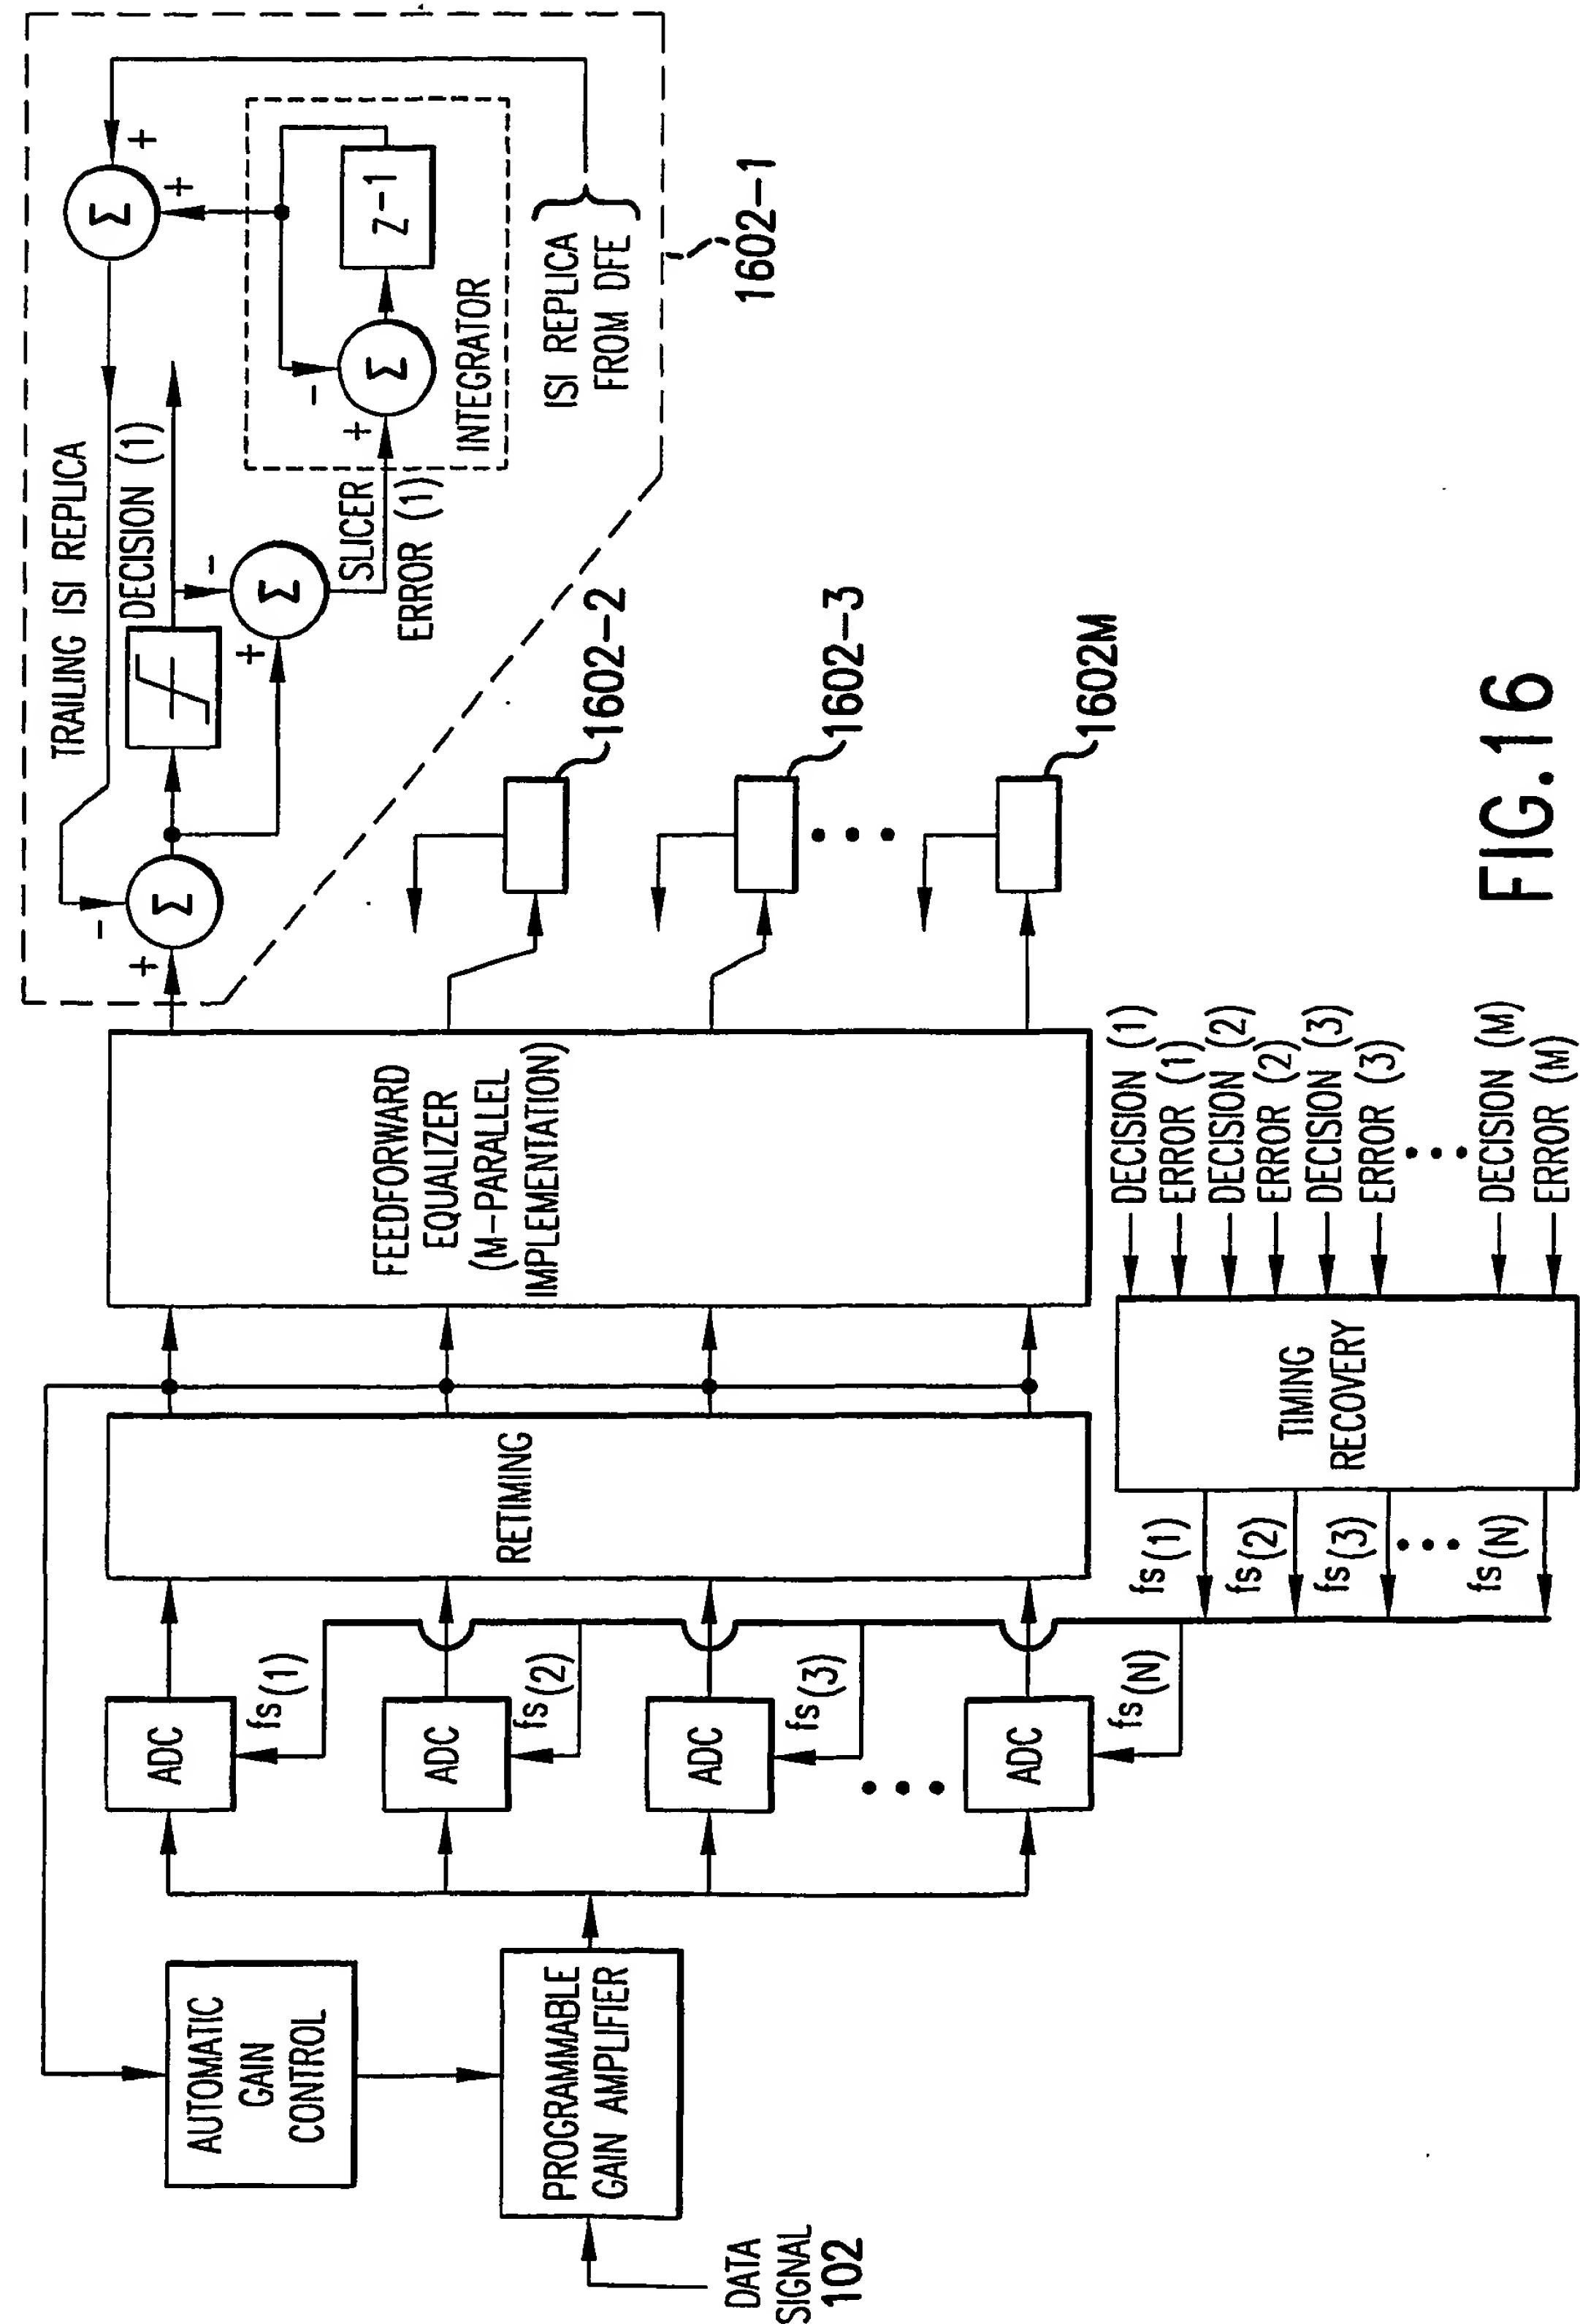 DATA
SIGNAL
102
AUTOMATIC
GAIN
CONTROL
PROGRAMMABLE
GAIN AMPLIFIER
ADC
fs(1)
ADC
fs(2)
ADC
fs(3)
ADC
fs(N)
RETIMING
FEEDFORWARD
EQUALIZER
(M-PARALLEL
IMPLEMENTATION)
+
-
Σ
TRAILING ISI REPLICA
DECISION (1)
+
-
Σ
SLICER
ERROR (1)
+
-
Σ
Z-1
INTEGRATOR
+
+
Σ
ISI REPLICA
FROM DFE
1602-1
1602-2
1602-3
1602M
fs(1)
fs(2)
fs(3)
fs(N)
TIMING
RECOVERY
DECISION (1)
ERROR (1)
DECISION (2)
ERROR (2)
DECISION (3)
ERROR (3)
DECISION (M)
ERROR (M)
FIG.16